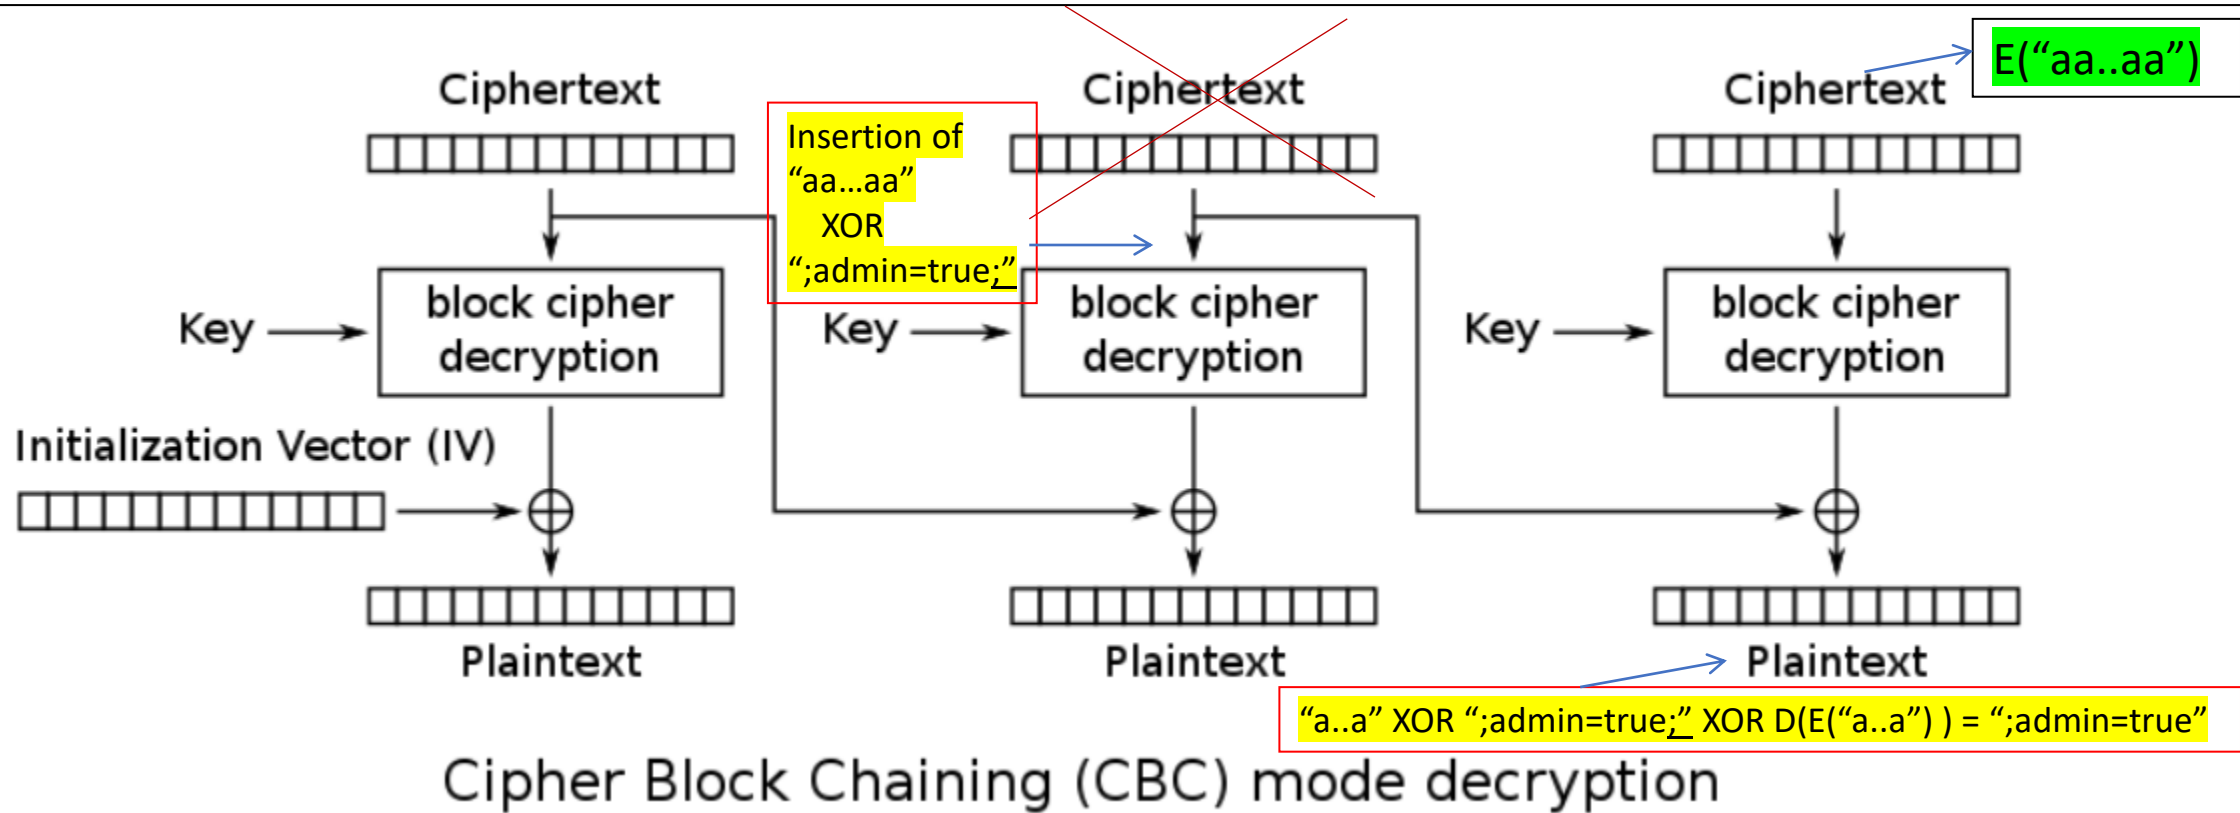 E(“aa..aa”)
Ciphertext
Ciphertext
Ciphertext
Insertion of
“aa...aa”
XOR
“;admin=true;”
block cipher
decryption
block cipher
decryption
block cipher
decryption
Key
Key
Key
Initialization Vector (IV)
Plaintext
Plaintext
Plaintext
“a..a” XOR “;admin=true;” XOR D(E(“a..a”) ) = “;admin=true”
Cipher Block Chaining (CBC) mode decryption